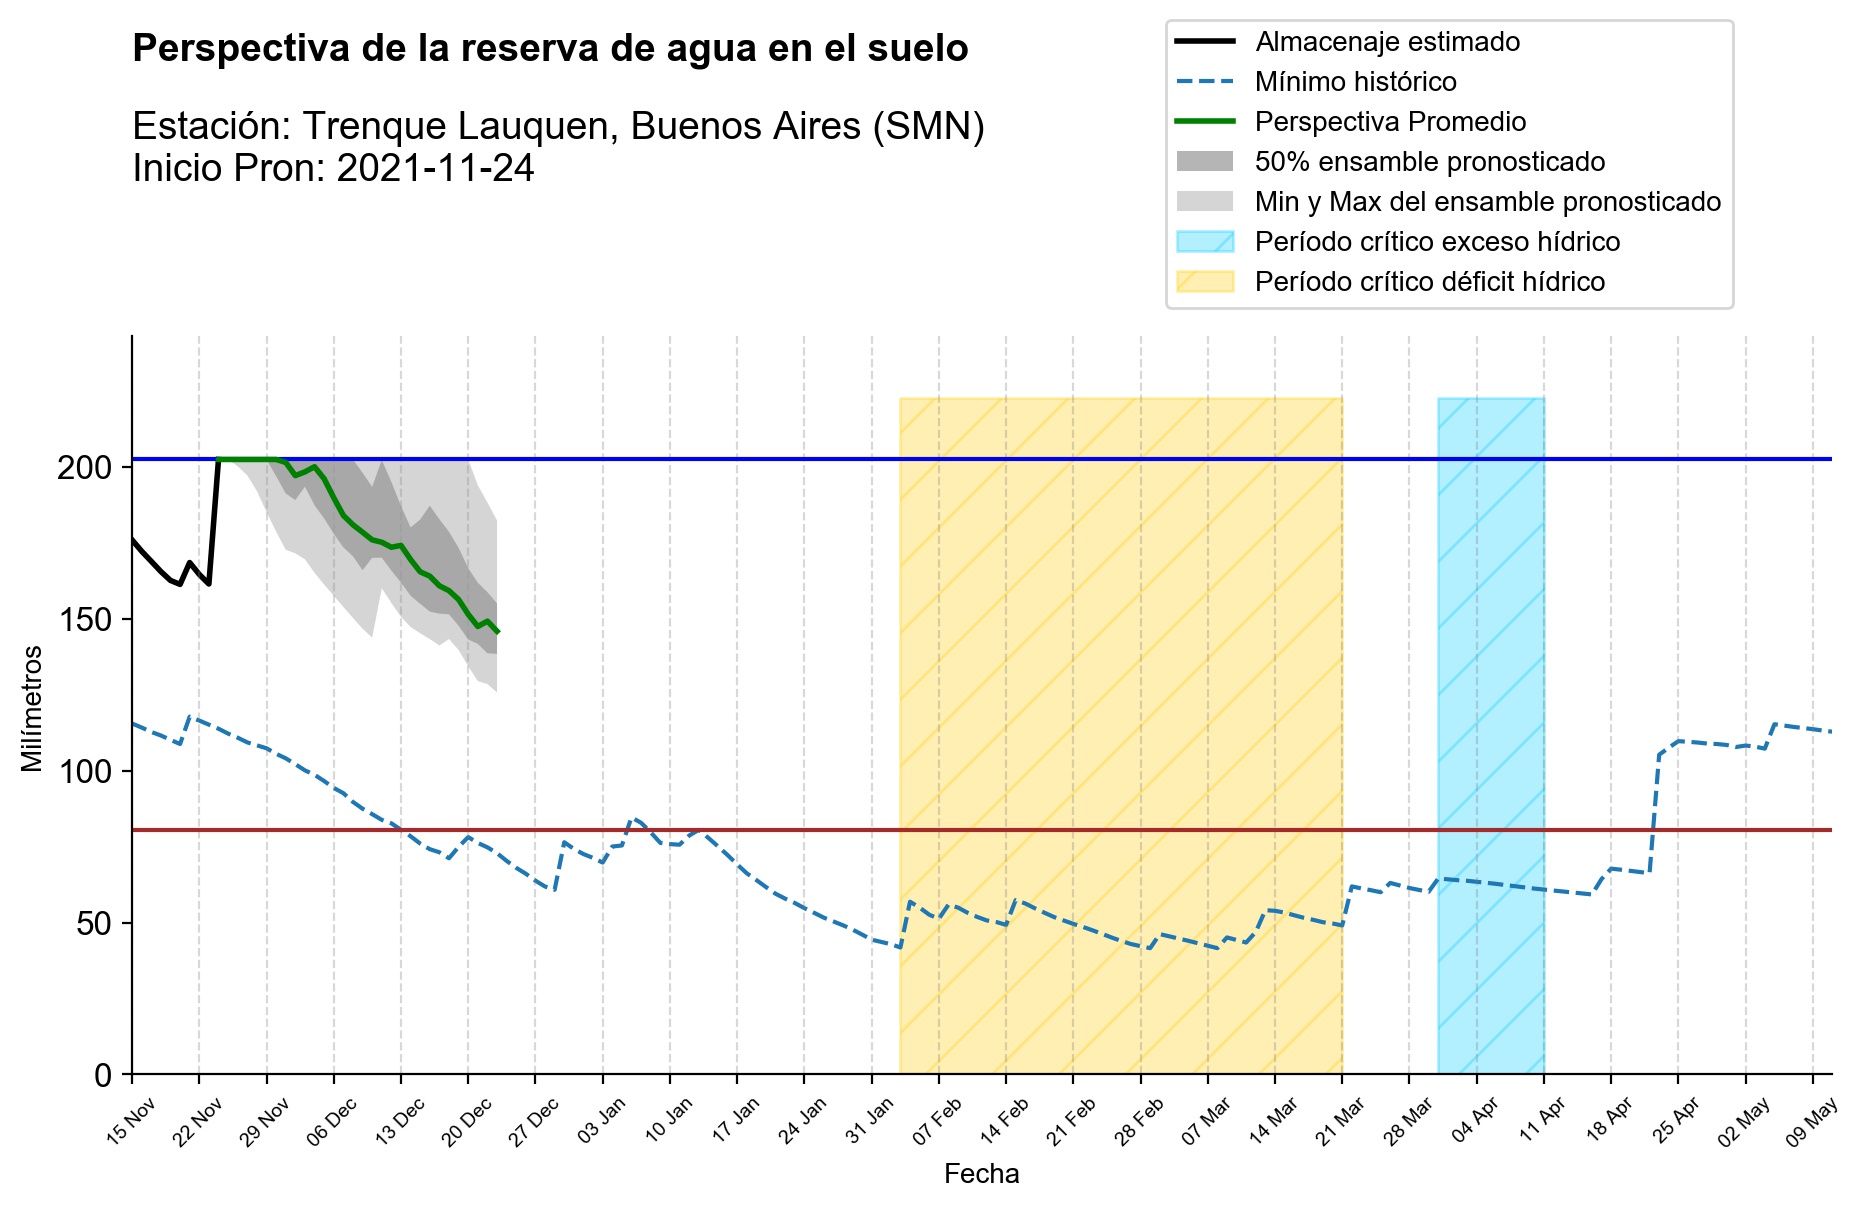 Perspectiva de la reserva de agua en el suelo
Estación: Trenque Lauquen, Buenos Aires (SMN)
Inicio Pron: 2021-11-24
Almacenaje estimado
Mínimo histórico
Perspectiva Promedio
50% ensamble pronosticado
Min y Max del ensamble pronosticado
Período crítico exceso hídrico
Período crítico déficit hídrico
Milímetros
200
150
100
50
0
15 Nov
22 Nov
29 Nov
06 Dec
13 Dec
20 Dec
27 Dec
03 Jan
10 Jan
17 Jan
24 Jan
31 Jan
07 Feb
14 Feb
21 Feb
28 Feb
07 Mar
14 Mar
21 Mar
28 Mar
04 Apr
11 Apr
18 Apr
25 Apr
02 May
09 May
Fecha